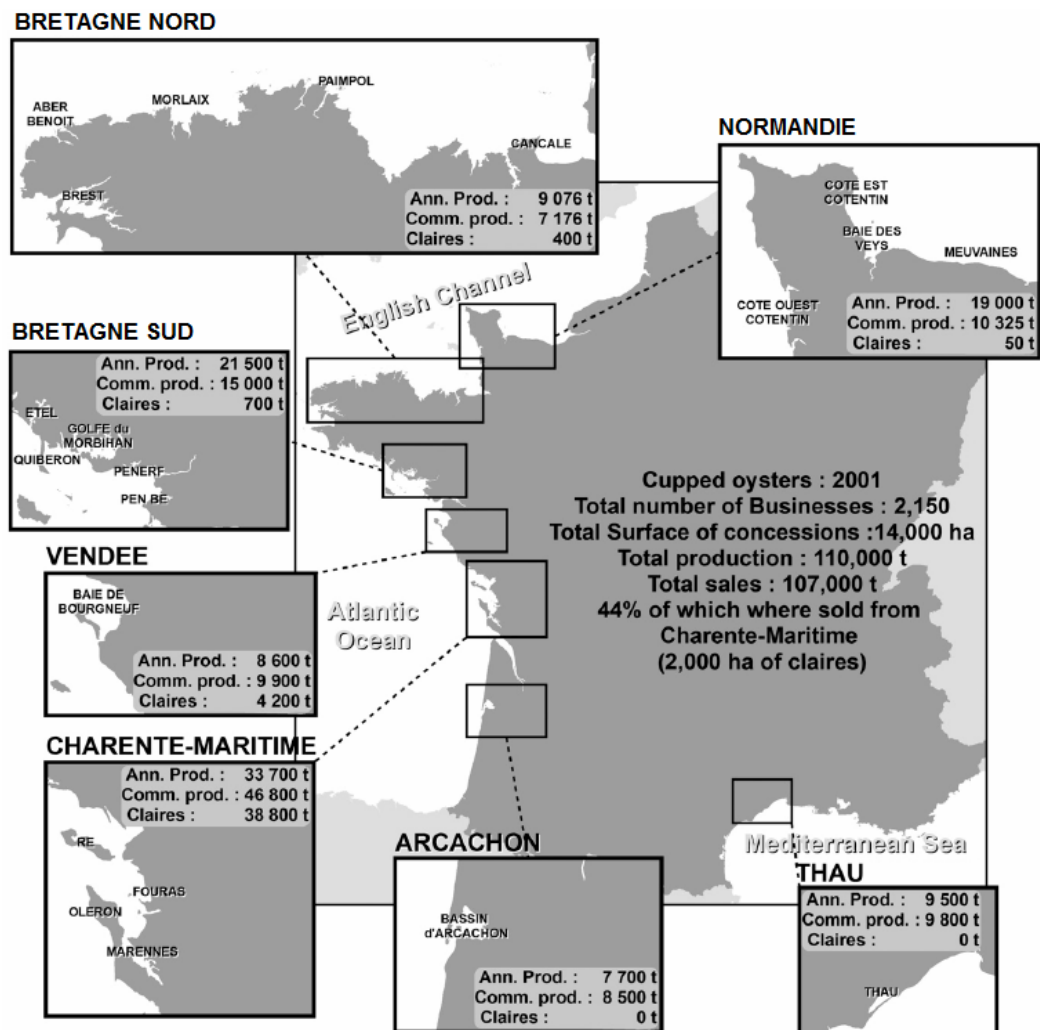 BRETAGNE NORD
ABER
BENOIT
MORLAIX
PAIMPOL
CANCALE
BREST
Ann. Prod. : 9 076 t
Comm. prod. : 7 176 t
Claires : 400 t
NORMANDIE
COTE EST
COTENTIN
BAIE DES
VEYS
MEUVAINES
COTE OUEST
COTENTIN
Ann. Prod. : 19 000 t
Comm. prod. : 10 325 t
Claires : 50 t
English Channel
BRETAGNE SUD
Ann. Prod. : 21 500 t
Comm. prod. : 15 000 t
Claires : 700 t
ETEL
GOLFE du
MORBIHAN
QUIBERON
PENERF
PEN BE
Cupped oysters : 2001
Total number of Businesses : 2,150
Total Surface of concessions :14,000 ha
Total production : 110,000 t
Total sales : 107,000 t
44% of which where sold from
Charente-Maritime
(2,000 ha of claires)
VENDEE
BAIE DE
BOURGNEUF
Ann. Prod. : 8 600 t
Comm. prod. : 9 900 t
Claires : 4 200 t
Atlantic
Ocean
CHARENTE-MARITIME
Ann. Prod. : 33 700 t
Comm. prod. : 46 800 t
Claires : 38 800 t
RE
FOURAS
OLERON
MARENNES
ARCACHON
BASSIN
d'ARCACHON
Ann. Prod. : 7 700 t
Comm. prod. : 8 500 t
Claires : 0 t
Mediterranean Sea
THAU
Ann. Prod. : 9 500 t
Comm. prod. : 9 800 t
Claires : 0 t
THAU